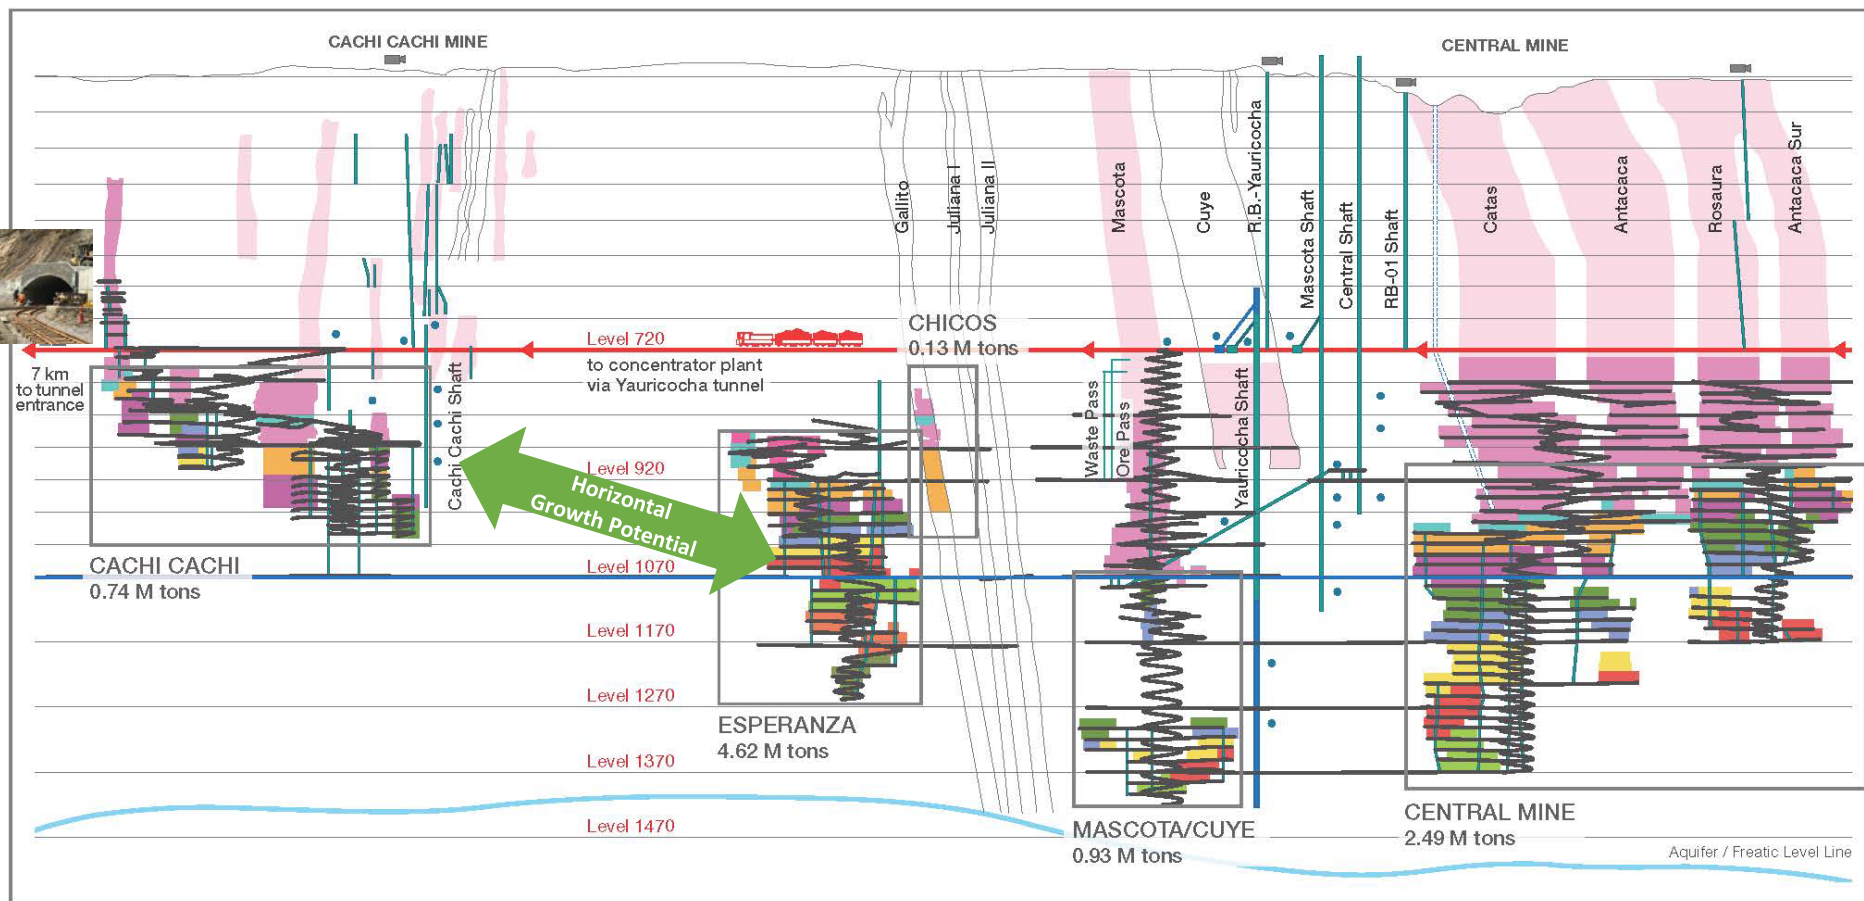 CACHI CACHI MINE
CENTRAL MINE
Gallito
Juliana I
Juliana II
Mascota
Cuye
R.B.-Yauricocha
Mascota Shaft
Central Shaft
RB-01 Shaft
Catas
Antacaca
Rosaura
Antacaca Sur
CHICOS
0.13 M tons
Level 720
to concentrator plant
via Yauricocha tunnel
7 km
to tunnel
entrance
Cachi Cachi Shaft
Waste Pass
Ore Pass
Yauricocha Shaft
Level 920
Horizontal
Growth Potential
CACHI CACHI
0.74 M tons
Level 1070
Level 1170
Level 1270
ESPERANZA
4.62 M tons
Level 1370
Level 1470
MASCOTA/CUYE
0.93 M tons
CENTRAL MINE
2.49 M tons
Aquifer / Freatic Level Line